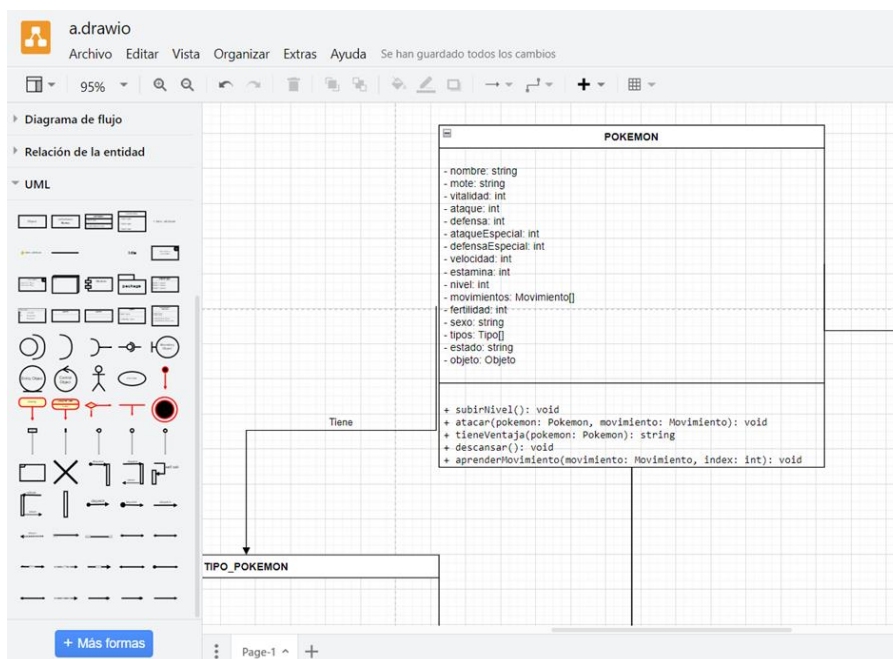 a.drawio
Archivo Editar Vista Organizar Extras Ayuda Se han guardado todos los cambios
95%
Diagrama de flujo
Relación de la entidad
UML
POKEMON
- nombre: string
- mote: string
- vitalidad: int
- ataque: int
- defensa: int
- ataqueEspecial: int
- defensaEspecial: int
- velocidad: int
- estamina: int
- nivel: int
- movimientos: Movimiento[]
- fertilidad: int
- sexo: string
- tipos: Tipo[]
- estado: string
- objeto: Objeto
+ subirNivel(): void
+ atacar(pokemon: Pokemon, movimiento: Movimiento): void
+ tieneVentaja(pokemon: Pokemon): string
+ descansar(): void
+ aprenderMovimiento(movimiento: Movimiento, index: int): void
Tiene
TIPO_POKEMON
+ Más formas
Page-1